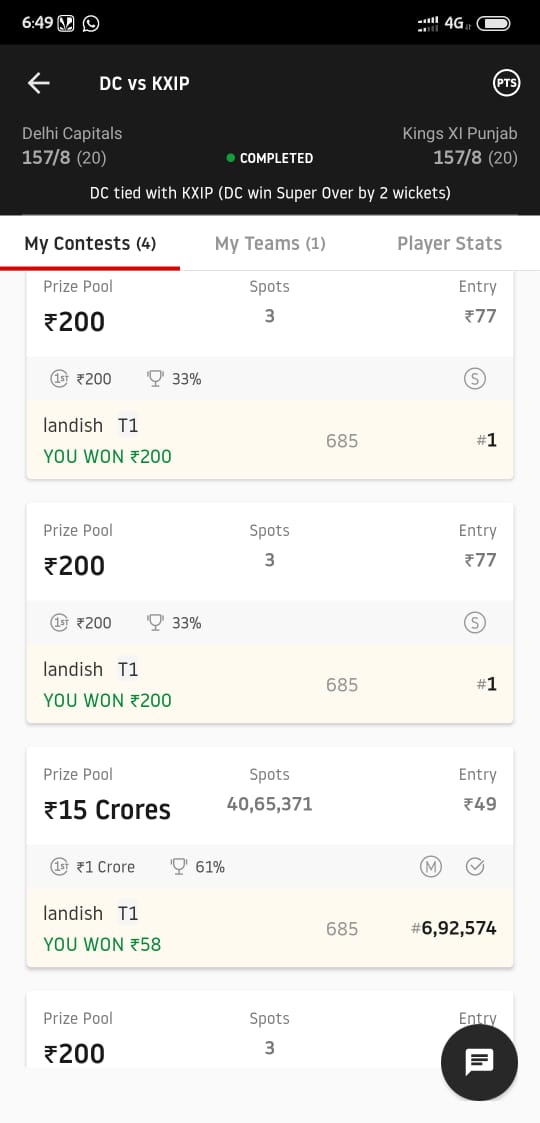 6:49 4G
DC vs KXIP PTS
Delhi Capitals Kings XI Punjab
157/8 (20) COMPLETED 157/8 (20)
DC tied with KXIP (DC win Super Over by 2 wickets)
My Contests (4) My Teams (1) Player Stats
Prize Pool Spots Entry
₹200 3 ₹77
1ST ₹200 33% S
landish T1 685 #1
YOU WON ₹200
Prize Pool Spots Entry
₹200 3 ₹77
1ST ₹200 33% S
landish T1 685 #1
YOU WON ₹200
Prize Pool Spots Entry
₹15 Crores 40,65,371 ₹49
1ST ₹1 Crore 61% M
landish T1 685 #6,92,574
YOU WON ₹58
Prize Pool Spots Entry
₹200 3